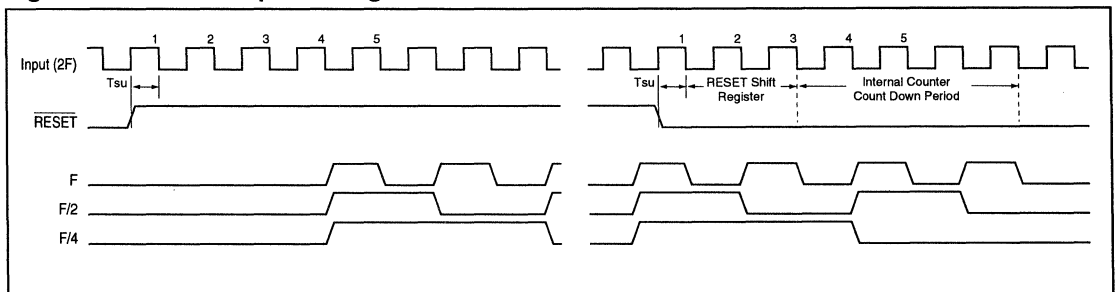 1 2 3 4 5 1 2 3 4 5
Input (2F)
Tsu Tsu RESET Shift Register Internal Counter Count Down Period
RESET
F
F/2
F/4